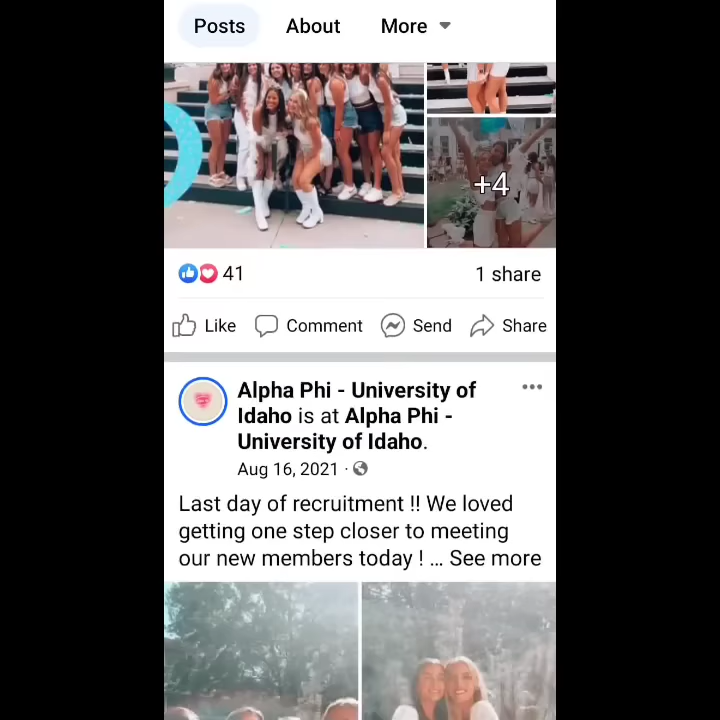 Posts About More
+4
41 1 share
Like Comment Send Share
Alpha Phi - University of
Idaho is at Alpha Phi -
University of Idaho.
Aug 16, 2021 ·
Last day of recruitment !! We loved
getting one step closer to meeting
our new members today ! ... See more